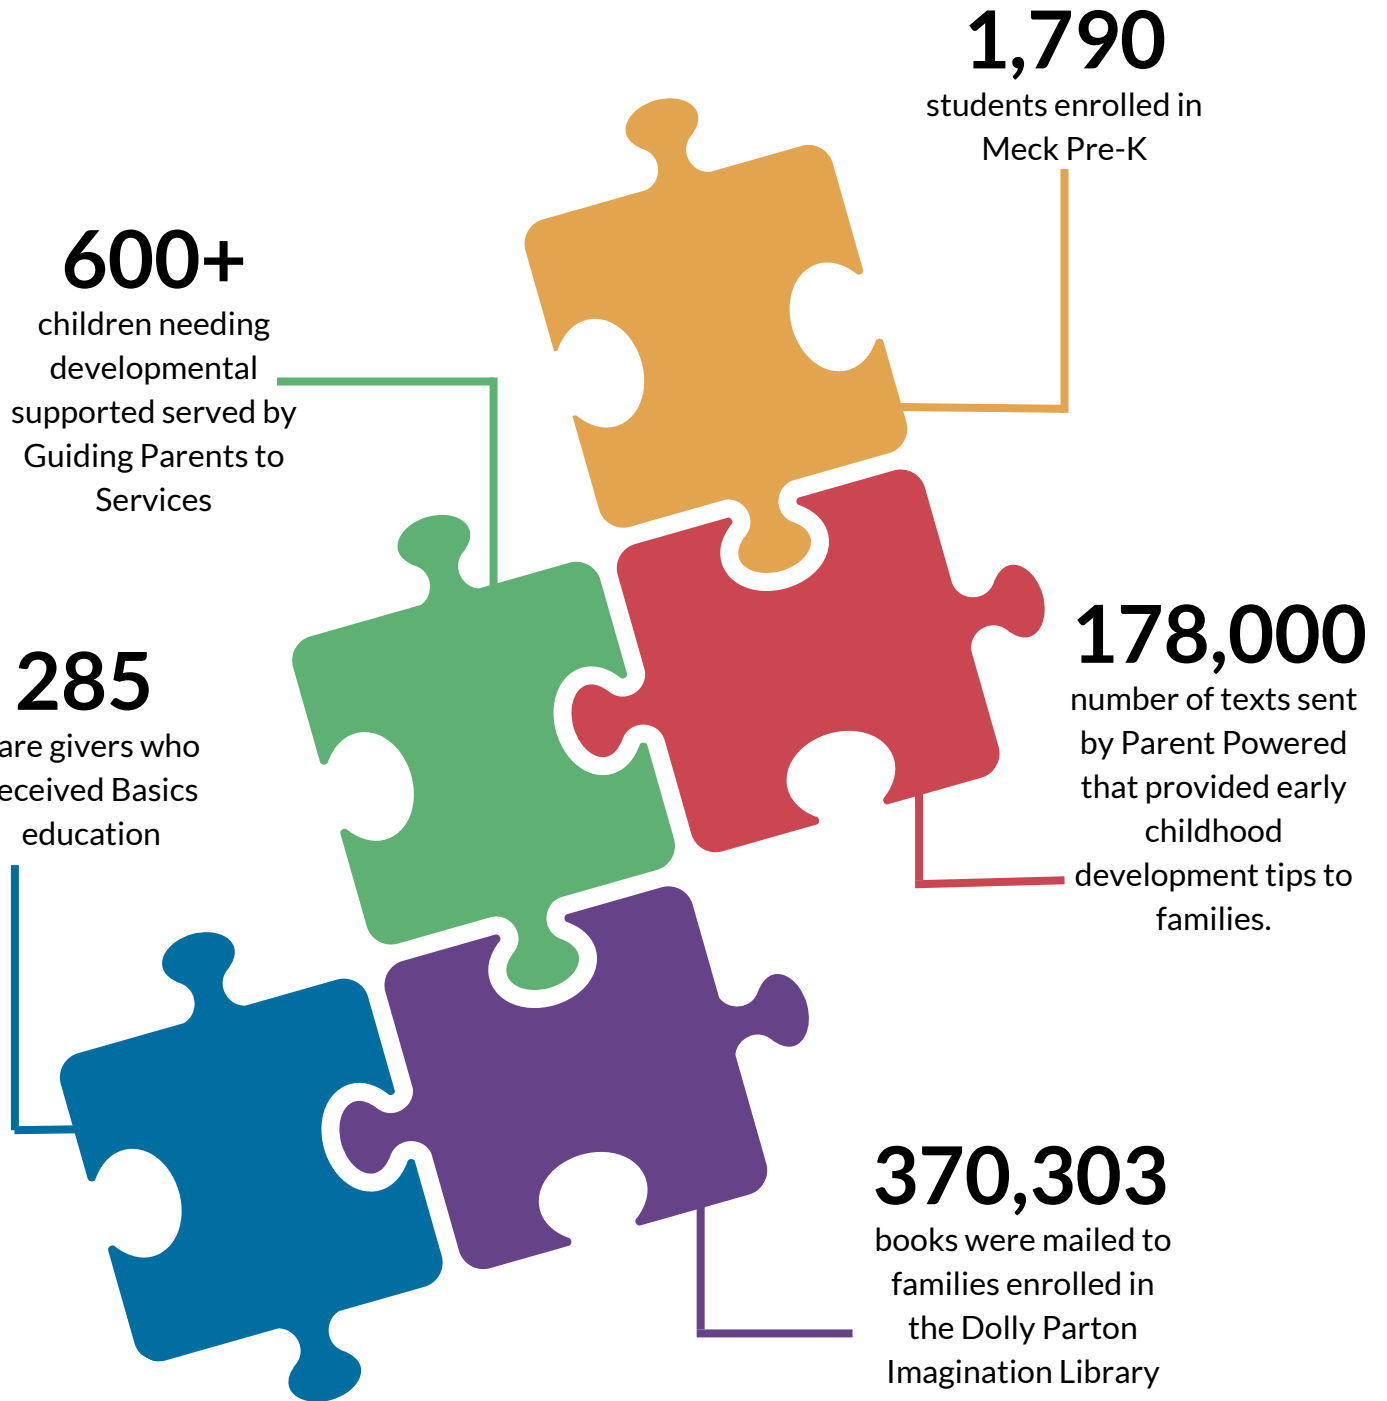 1,790
students enrolled in
Meck Pre-K
600+
children needing
developmental
supported served by
Guiding Parents to
Services
178,000
number of texts sent
by Parent Powered
that provided early
childhood
development tips to
families.
285
are givers who
eceived Basics
education
370,303
books were mailed to
families enrolled in
the Dolly Parton
Imagination Library